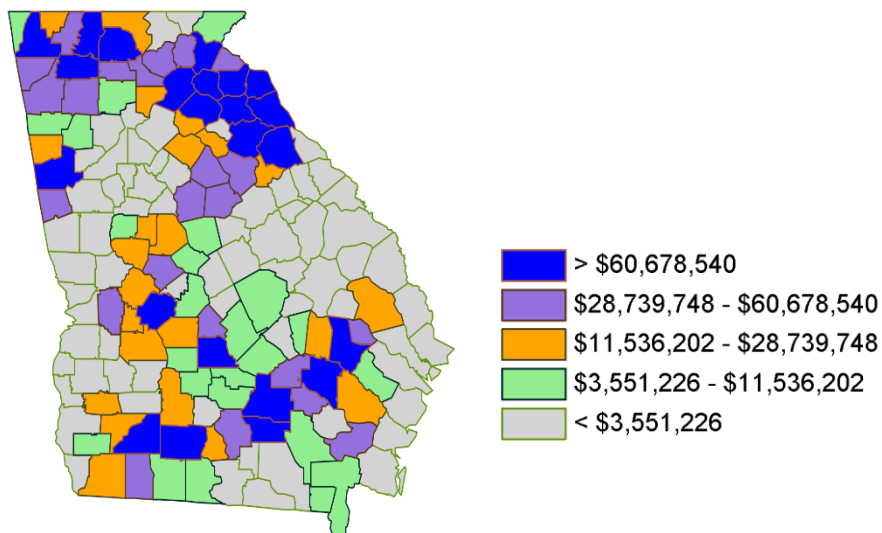 > $60,678,540
$28,739,748 - $60,678,540
$11,536,202 - $28,739,748
$3,551,226 - $11,536,202
< $3,551,226